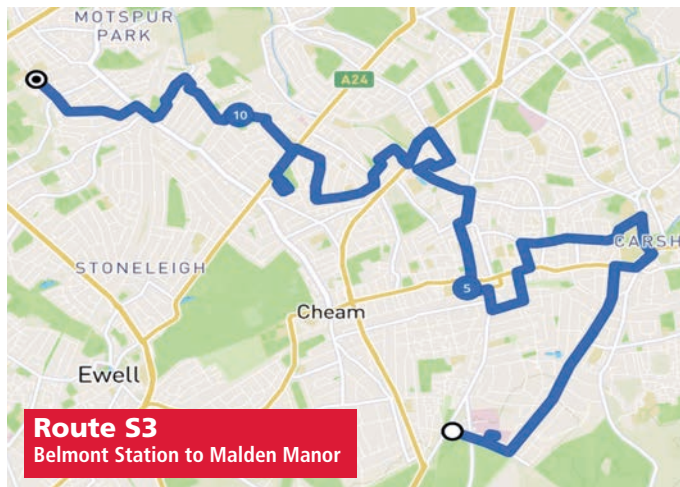 MOTSPUR
PARK
A24
10
CARSH
STONELEIGH
5
Cheam
Ewell
Route S3
Belmont Station to Malden Manor